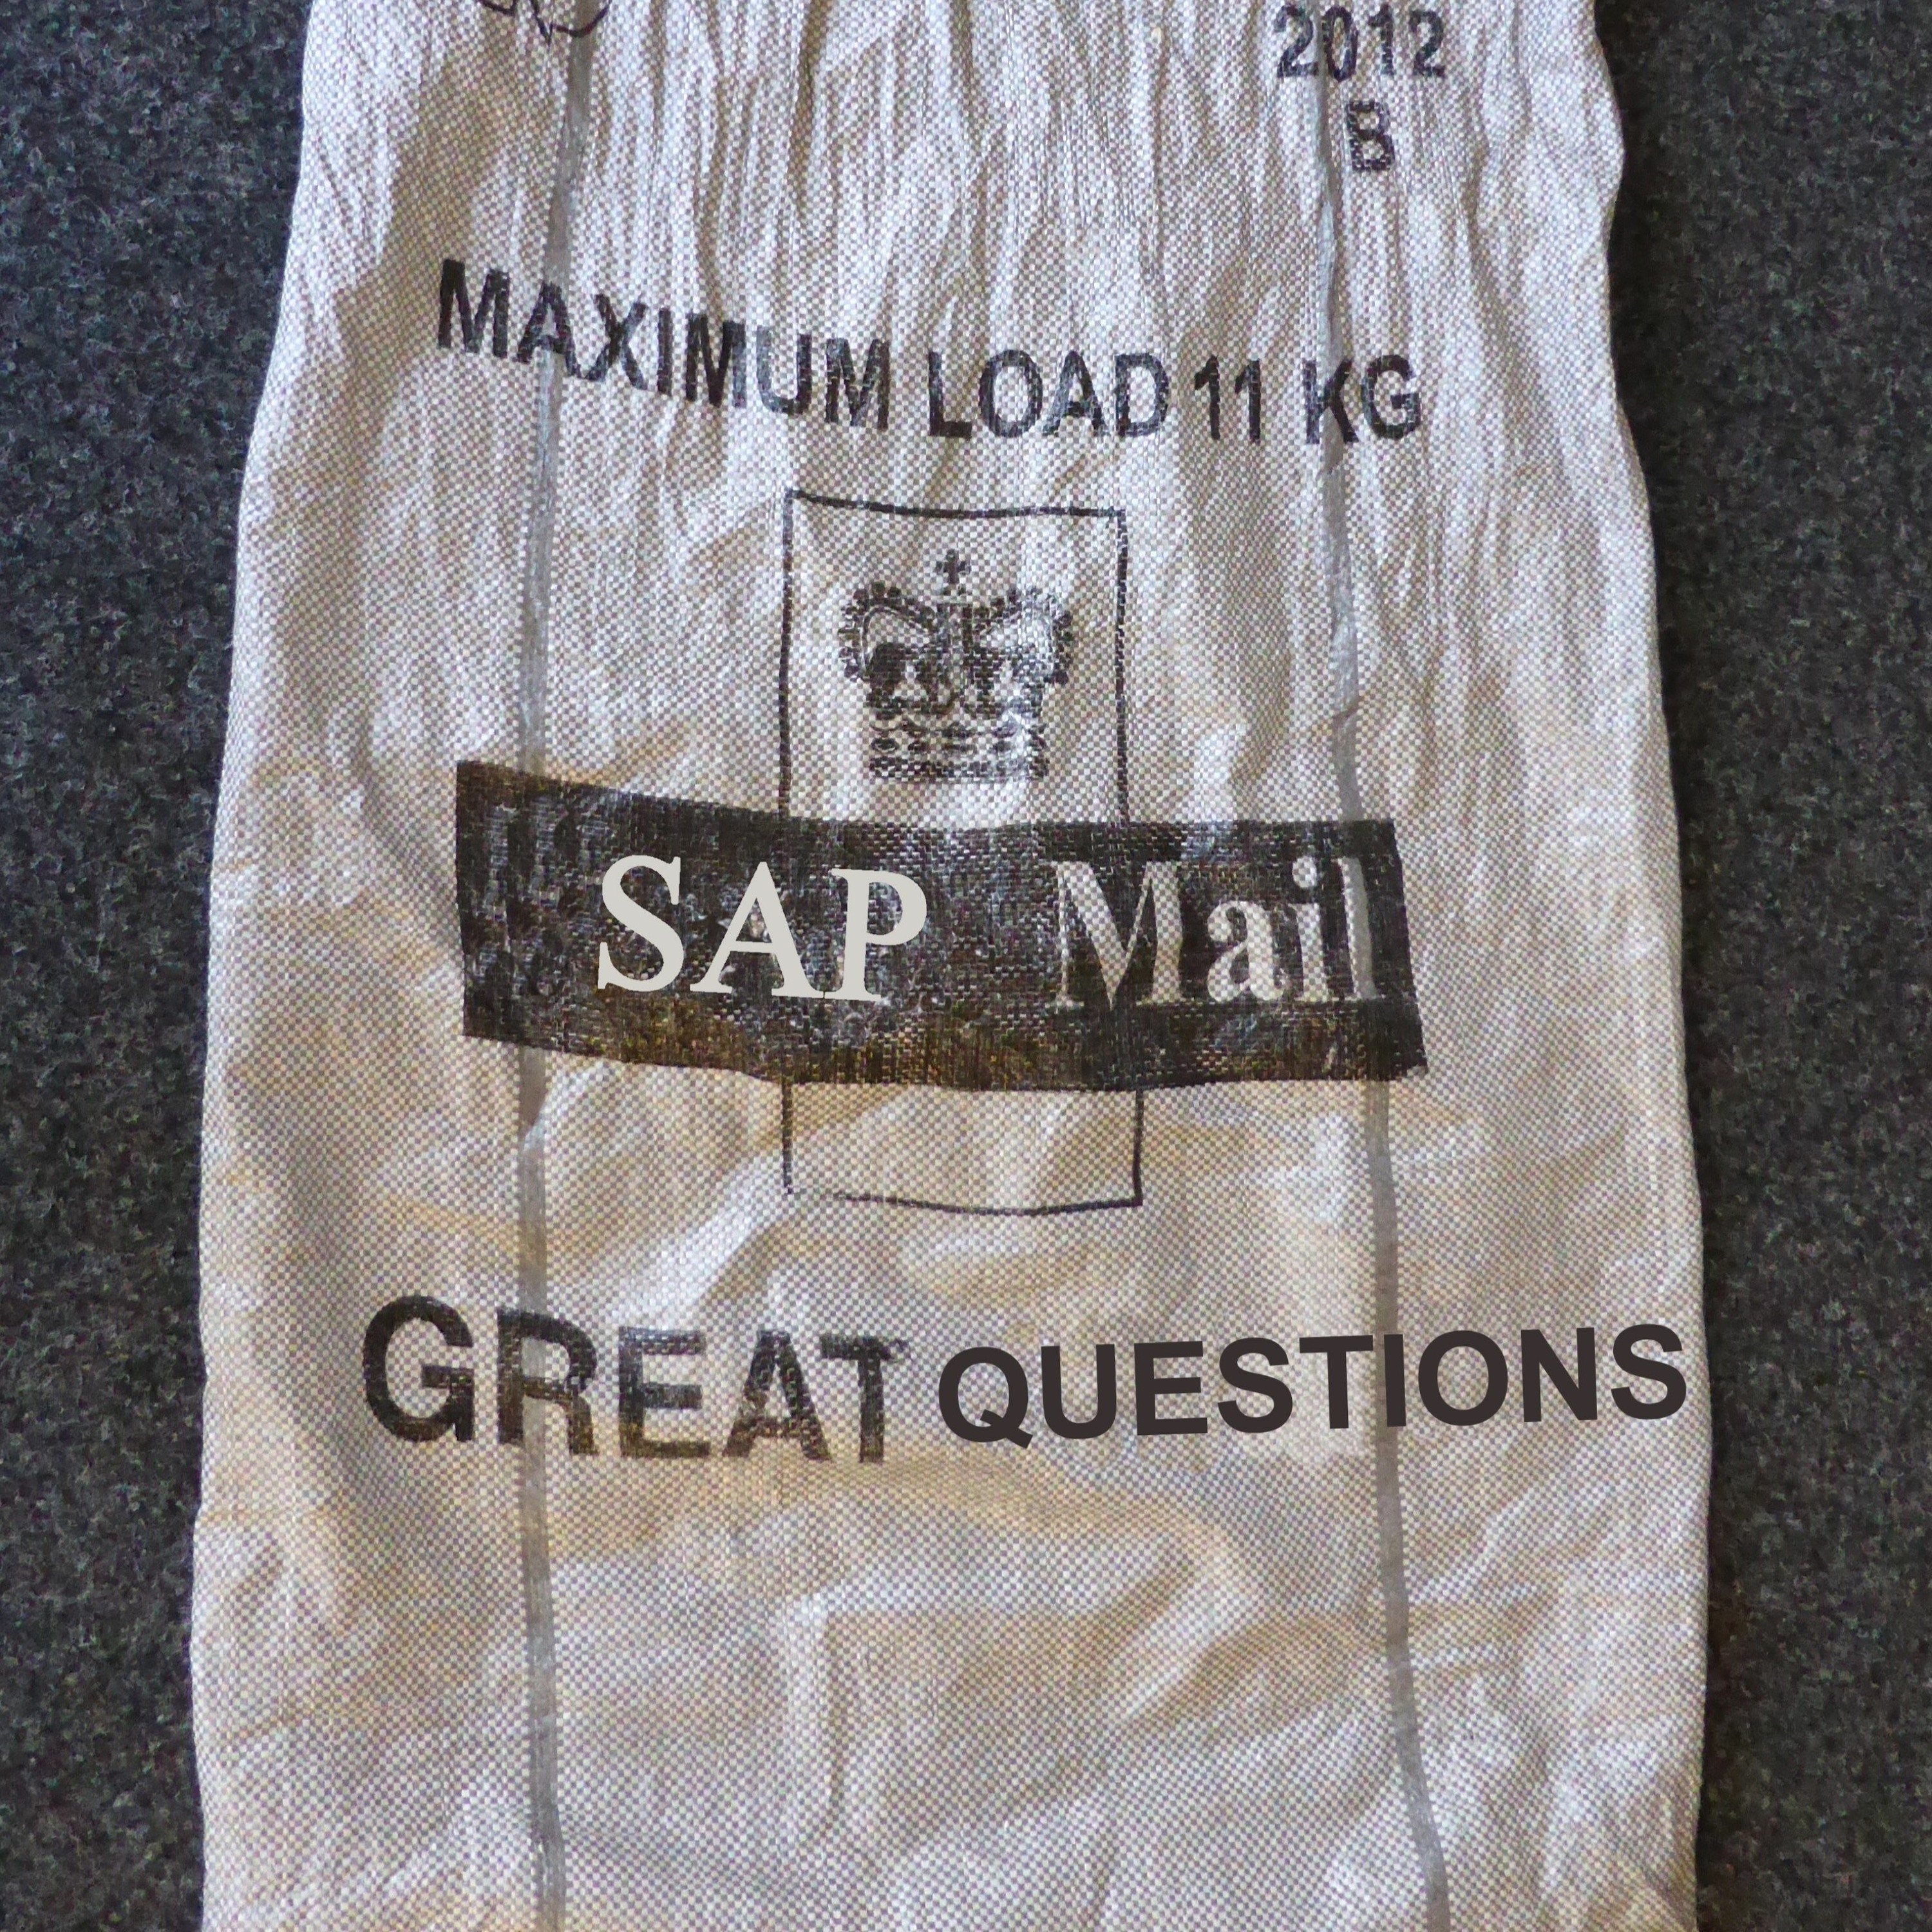 2012
B
MAXIMUM LOAD 11 KG
SAP Mail
GREAT QUESTIONS